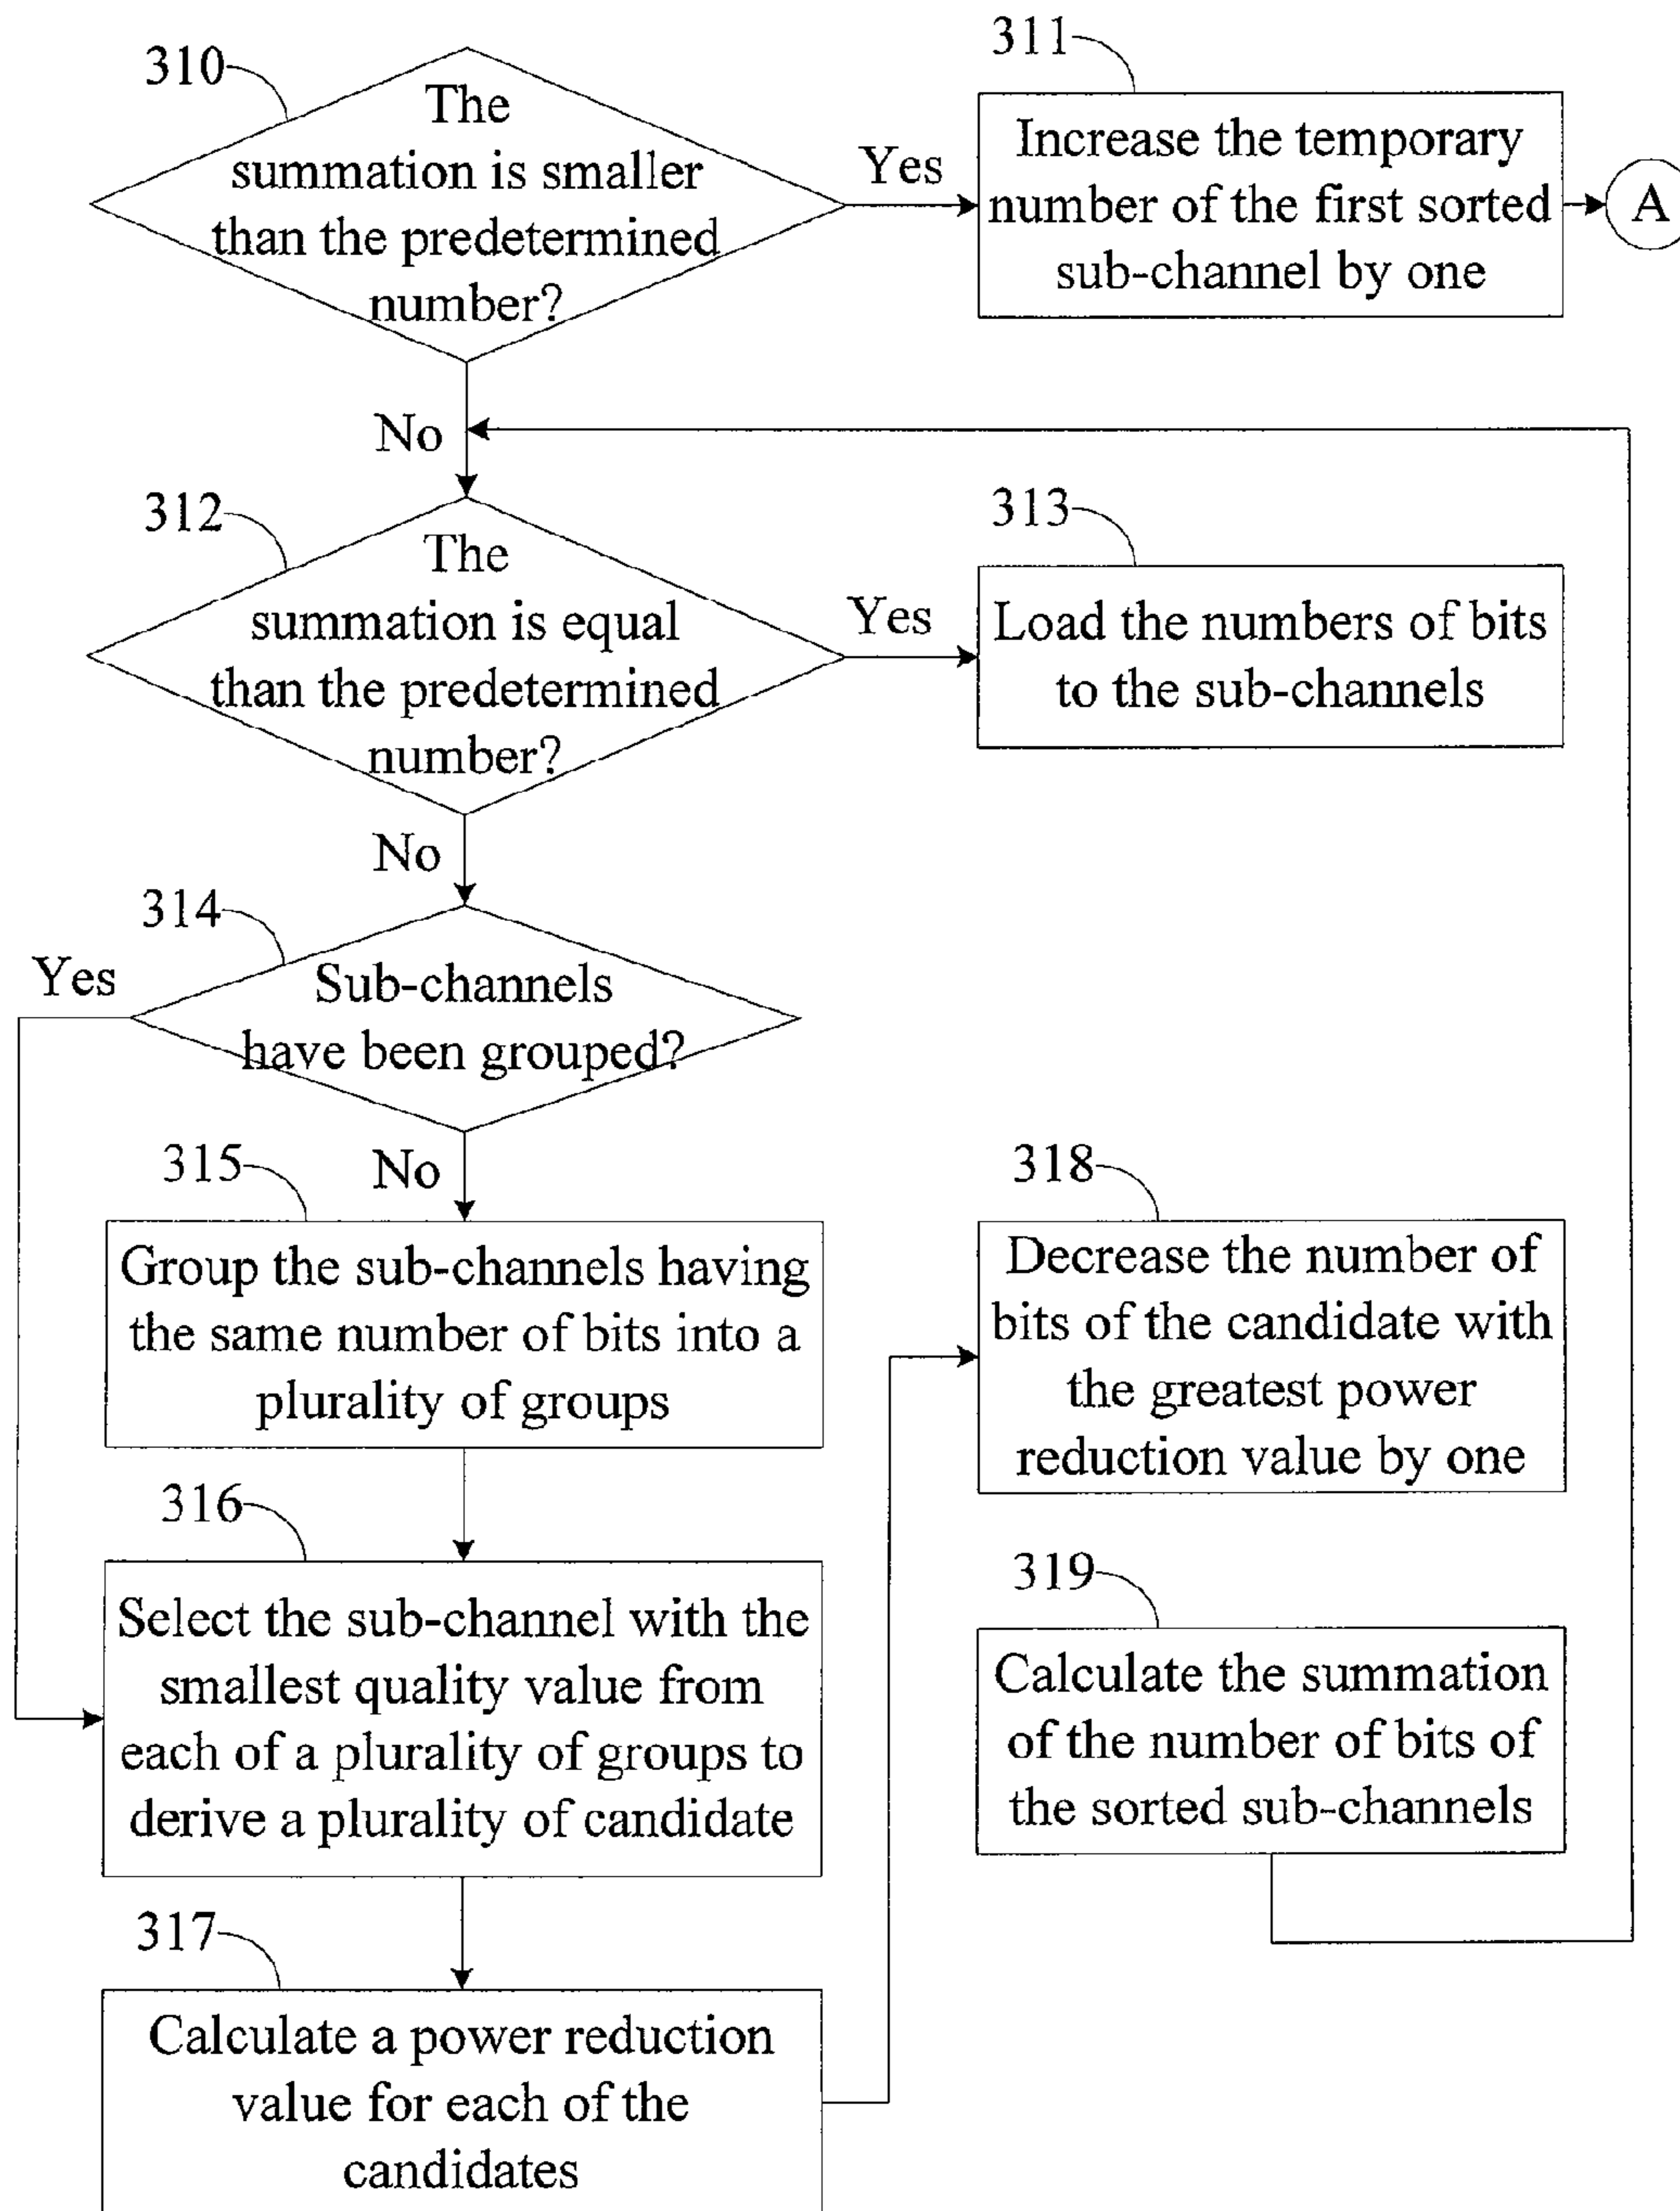 310
The
summation is smaller
than the predetermined
number?
Yes
311
Increase the temporary
number of the first sorted
sub-channel by one
A
No
312
The
summation is equal
than the predetermined
number?
Yes
313
Load the numbers of bits
to the sub-channels
No
314
Yes
Sub-channels
have been grouped?
No
315
Group the sub-channels having
the same number of bits into a
plurality of groups
316
Select the sub-channel with the
smallest quality value from
each of a plurality of groups to
derive a plurality of candidate
317
Calculate a power reduction
value for each of the
candidates
318
Decrease the number of
bits of the candidate with
the greatest power
reduction value by one
319
Calculate the summation
of the number of bits of
the sorted sub-channels